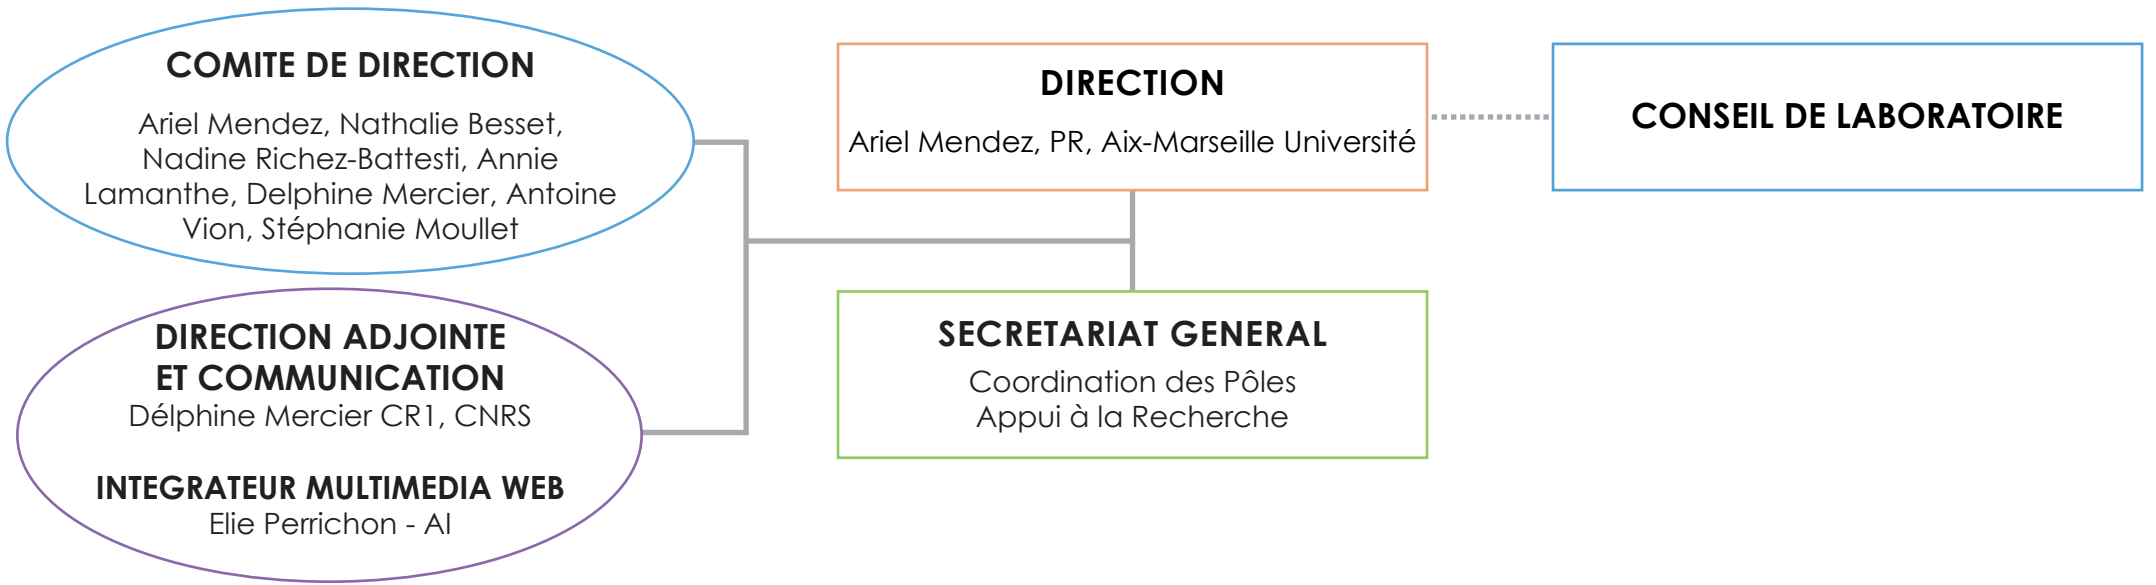 COMITE DE DIRECTION
Ariel Mendez, Nathalie Besset,
Nadine Richez-Battesti, Annie
Lamanthe, Delphine Mercier, Antoine
Vion, Stéphanie Moullet
DIRECTION
Ariel Mendez, PR, Aix-Marseille Université
CONSEIL DE LABORATOIRE
DIRECTION ADJOINTE
ET COMMUNICATION
Délphine Mercier CR1, CNRS
INTEGRATEUR MULTIMEDIA WEB
Elie Perrichon - AI
SECRETARIAT GENERAL
Coordination des Pôles
Appui à la Recherche